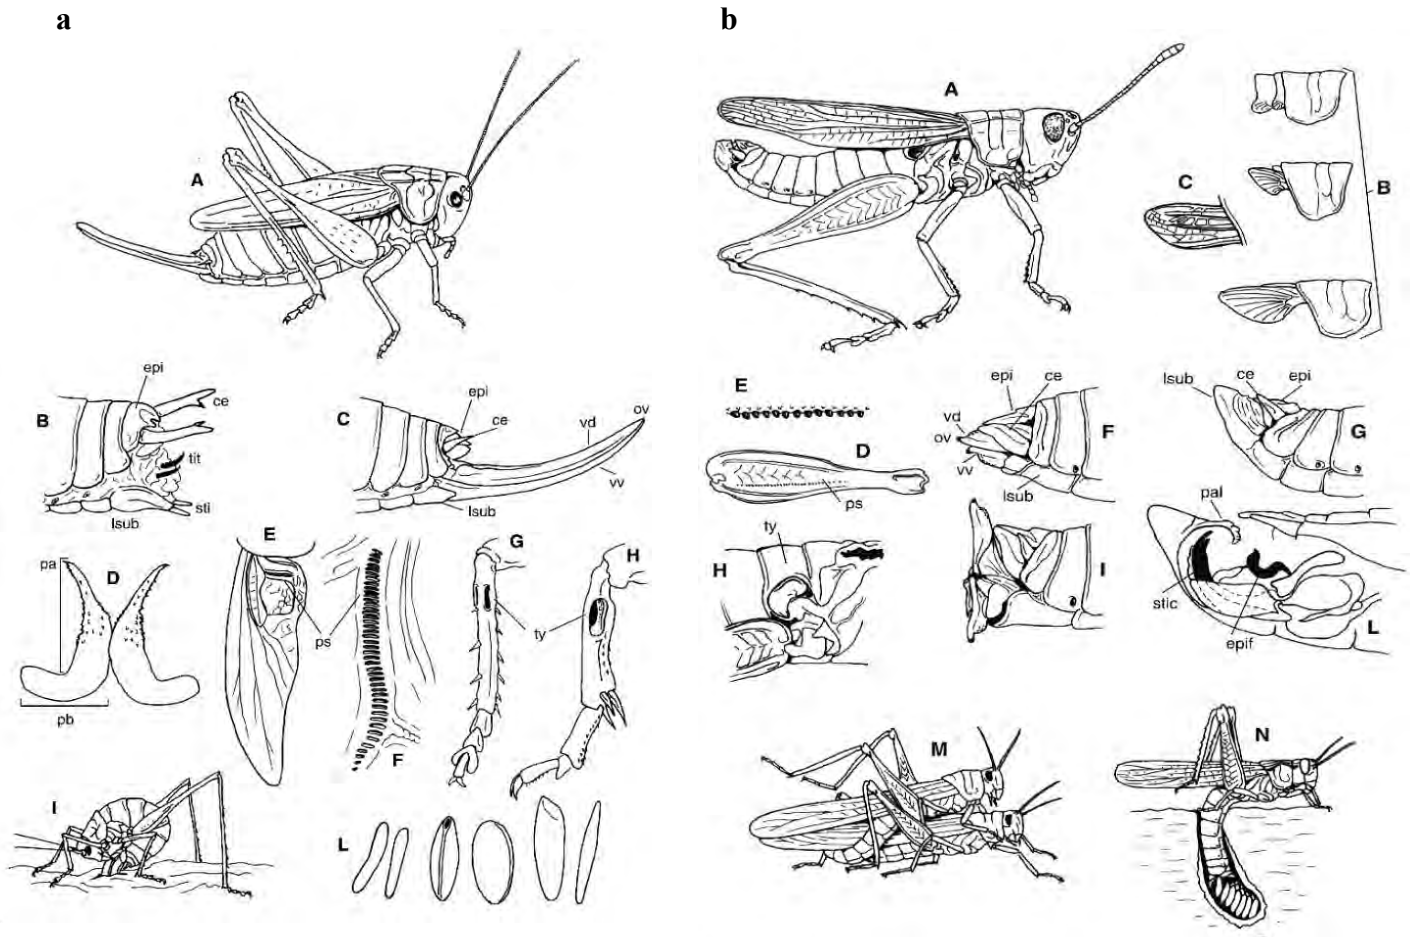 a
A
epi
ce
B
tit
sti
lsub
C
epi
ce
vd
ov
vv
lsub
pa
D
pb
E
ps
F
G
ty
H
I
L
b
A
C
B
E
D
ps
epi
ce
vd
ov
vv
lsub
F
lsub
ce
epi
G
H
ty
I
pal
stic
epif
L
M
N